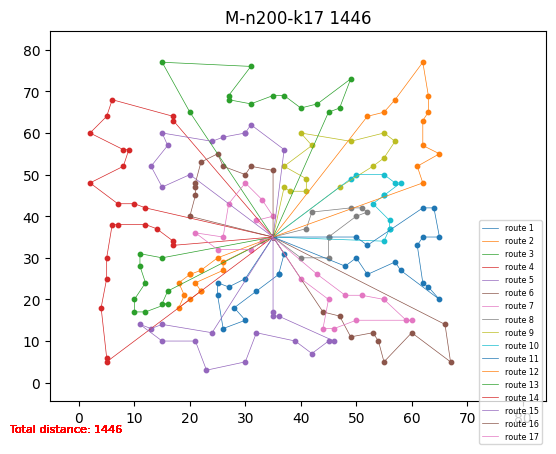 M-n200-k17 1446
80
70
60
50
40
30
20
10
0
0
10
20
30
40
50
60
70
80
route 1
route 2
route 3
route 4
route 5
route 6
route 7
route 8
route 9
route 10
route 11
route 12
route 13
route 14
route 15
route 16
route 17
Total distance: 1446